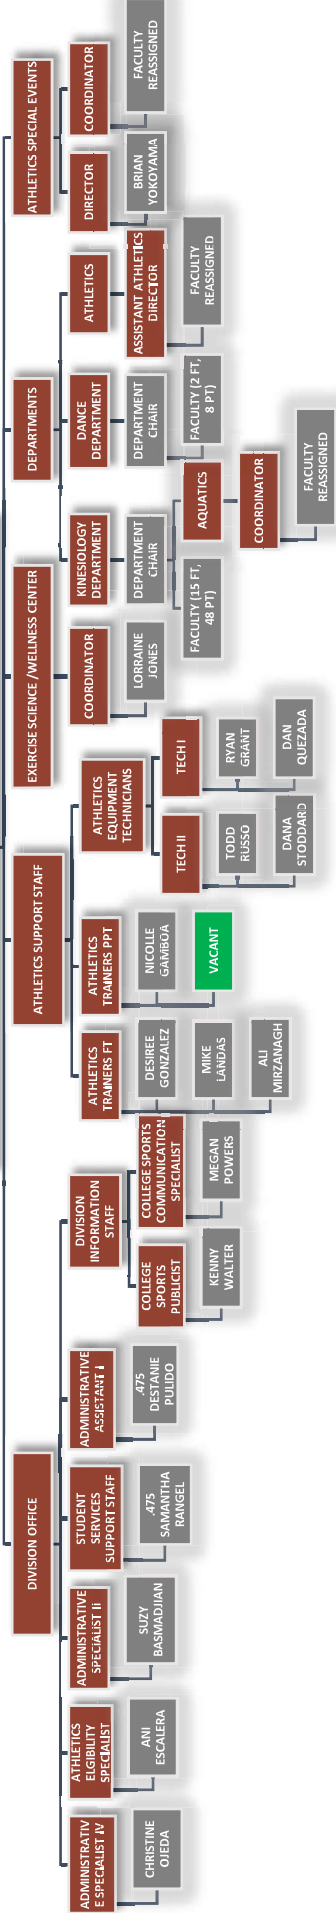 DIVISION OFFICE
ADMINISTRATIV
E SPECIALIST IV
CHRISTINE
OJEDA
ATHLETICS
ELGIBILITY
SPECIALIST
ANI
ESCALERA
ADMINISTRATIVE
SPECIALIST II
SUZY
BASMADJIAN
STUDENT
SERVICES
SUPPORT STAFF
.475
SAMANTHA
RANGEL
ADMINISTRATIVE
ASSISTANT I
.475
DESTANIE
PULIDO
DIVISION
INFORMATION
STAFF
COLLEGE
SPORTS
PUBLICIST
KENNY
WALTER
COLLEGE SPORTS
COMMUNICATION
SPECIALIST
MEGAN
POWERS
ATHLETICS SUPPORT STAFF
ATHLETICS
TRAINERS FT
DESIREE
GONZALEZ
MIKE
LANDAS
ALI
MIRZANAGH
ATHLETICS
TRAINERS PPT
NICOLLE
GAMBOA
VACANT
ATHLETICS
EQUIPMENT
TECHNICIANS
TECH II
TODD
RUSSO
DANA
STODDARD
TECH I
RYAN
GRANT
DAN
QUEZADA
EXERCISE SCIENCE /WELLNESS CENTER
COORDINATOR
LORRAINE
JONES
DEPARTMENTS
KINESIOLOGY
DEPARTMENT
DEPARTMENT
CHAIR
FACULTY (15 FT,
48 PT)
AQUATICS
COORDINATOR
FACULTY
REASSIGNED
DANCE
DEPARTMENT
DEPARTMENT
CHAIR
FACULTY (2 FT,
8 PT)
ATHLETICS
ASSISTANT ATHLETICS
DIRECTOR
FACULTY
REASSIGNED
ATHLETICS SPECIAL EVENTS
DIRECTOR
BRIAN
YOKOYAMA
COORDINATOR
FACULTY
REASSIGNED